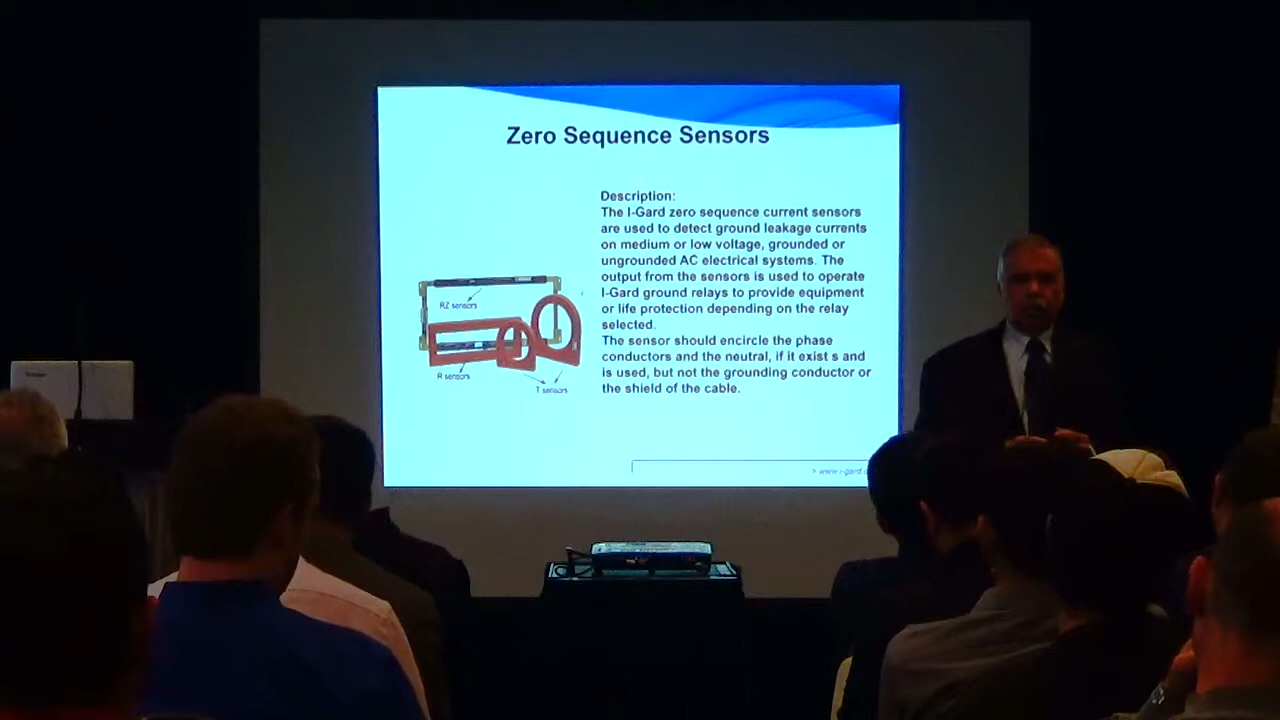 Zero Sequence Sensors
Description:
The I-Gard zero sequence current sensors
are used to detect ground leakage currents
on medium or low voltage, grounded or
ungrounded AC electrical systems. The
output from the sensors is used to operate
I-Gard ground relays to provide equipment
or life protection depending on the relay
selected.
The sensor should encircle the phase
conductors and the neutral, if it exist s and
is used, but not the grounding conductor or
the shield of the cable.
RZ sensors
R sensors
T sensors
www.i-gard.c